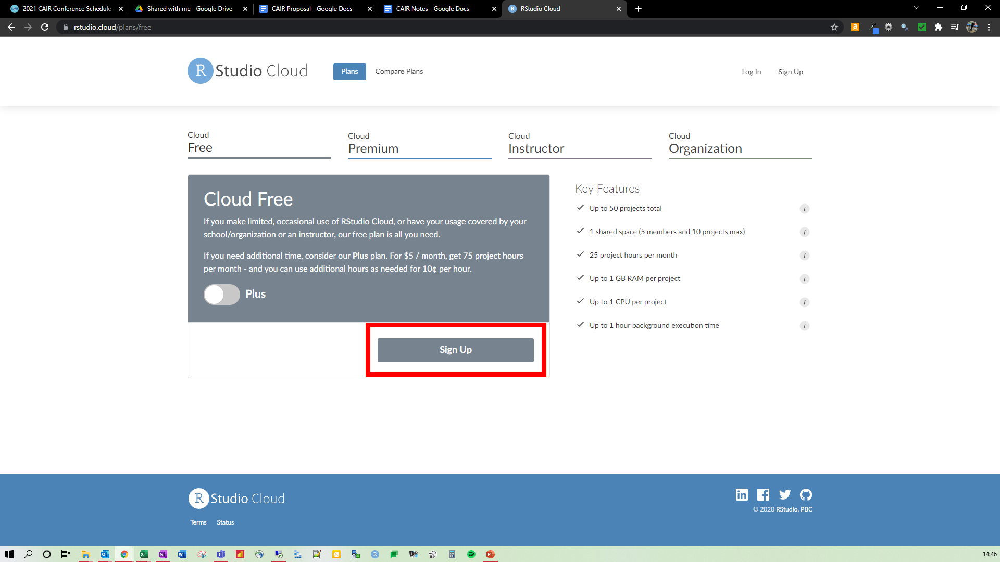 2021 CAIR Conference Schedule
Shared with me - Google Drive
CAIR Proposal - Google Docs
CAIR Notes - Google Docs
RStudio Cloud
rstudio.cloud/plans/free
R Studio Cloud
Plans
Compare Plans
Log In
Sign Up
Cloud
Free
Cloud
Premium
Cloud
Instructor
Cloud
Organization
Cloud Free
If you make limited, occasional use of RStudio Cloud, or have your usage covered by your
school/organization or an instructor, our free plan is all you need.
If you need additional time, consider our Plus plan. For $5 / month, get 75 project hours
per month - and you can use additional hours as needed for 10¢ per hour.
Plus
Sign Up
Key Features
Up to 50 projects total
1 shared space (5 members and 10 projects max)
25 project hours per month
Up to 1 GB RAM per project
Up to 1 CPU per project
Up to 1 hour background execution time
R Studio Cloud
Terms
Status
© 2020 RStudio, PBC
14:46